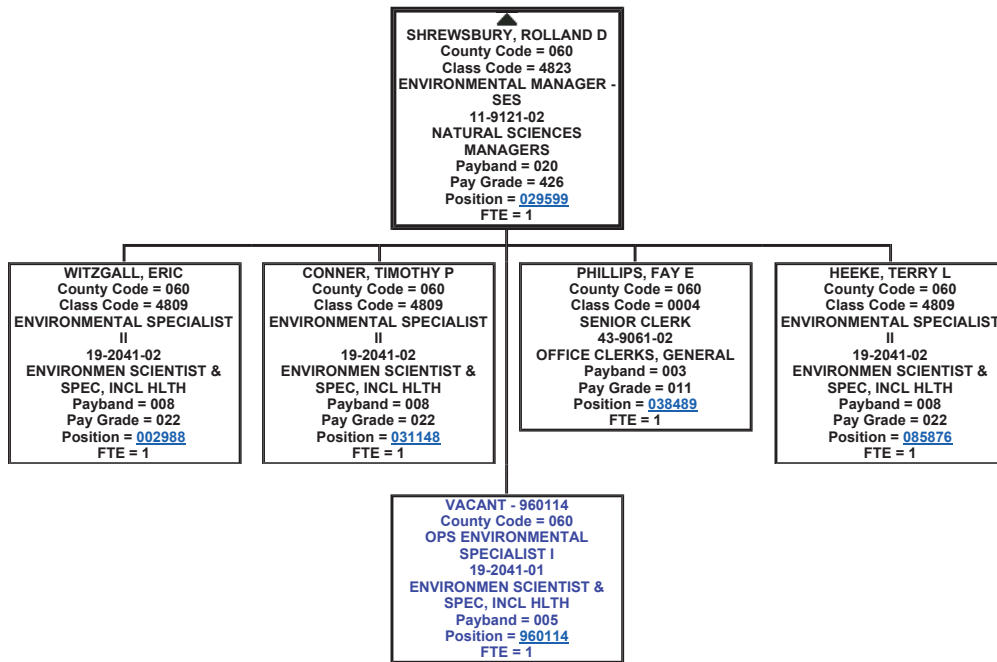 SHREWSBURY, ROLLAND D
County Code = 060
Class Code = 4823
ENVIRONMENTAL MANAGER -
SES
11-9121-02
NATURAL SCIENCES
MANAGERS
Payband = 020
Pay Grade = 426
Position = 029599
FTE = 1
WITZGALL, ERIC
County Code = 060
Class Code = 4809
ENVIRONMENTAL SPECIALIST
II
19-2041-02
ENVIRONMEN SCIENTIST &
SPEC, INCL HLTH
Payband = 008
Pay Grade = 022
Position = 002988
FTE = 1
CONNER, TIMOTHY P
County Code = 060
Class Code = 4809
ENVIRONMENTAL SPECIALIST
II
19-2041-02
ENVIRONMEN SCIENTIST &
SPEC, INCL HLTH
Payband = 008
Pay Grade = 022
Position = 031148
FTE = 1
PHILLIPS, FAY E
County Code = 060
Class Code = 0004
SENIOR CLERK
43-9061-02
OFFICE CLERKS, GENERAL
Payband = 003
Pay Grade = 011
Position = 038489
FTE = 1
HEEKE, TERRY L
County Code = 060
Class Code = 4809
ENVIRONMENTAL SPECIALIST
II
19-2041-02
ENVIRONMEN SCIENTIST &
SPEC, INCL HLTH
Payband = 008
Pay Grade = 022
Position = 085876
FTE = 1
VACANT - 960114
County Code = 060
OPS ENVIRONMENTAL
SPECIALIST I
19-2041-01
ENVIRONMEN SCIENTIST &
SPEC, INCL HLTH
Payband = 005
Position = 960114
FTE = 1